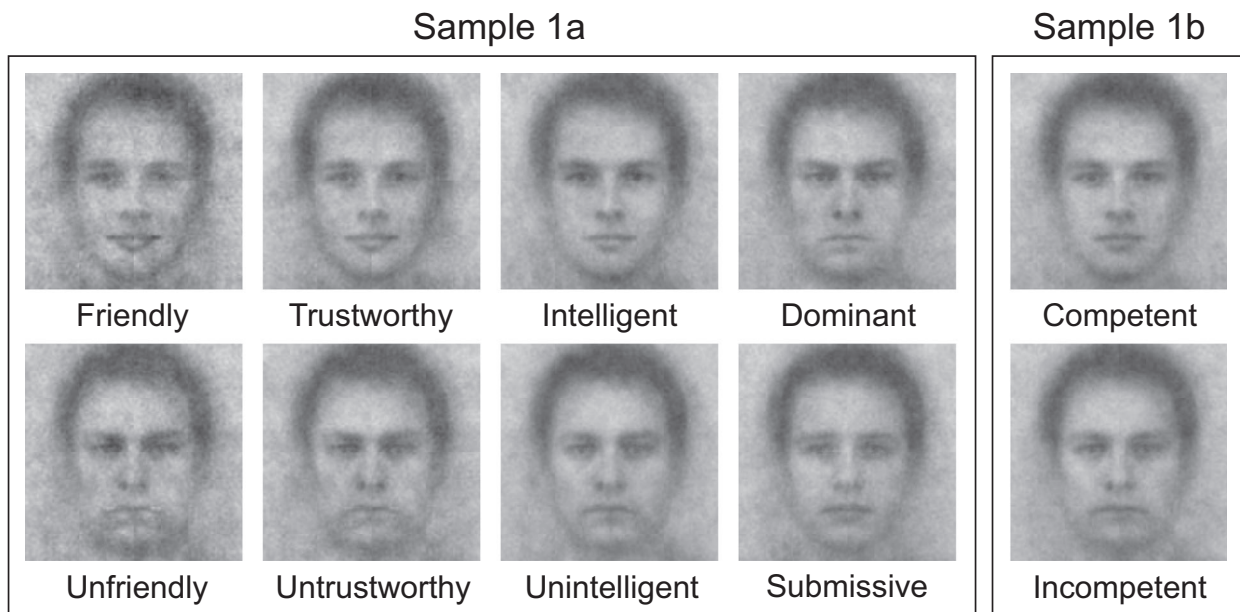 Sample 1a
Sample 1b
Friendly
Trustworthy
Intelligent
Dominant
Competent
Unfriendly
Untrustworthy
Unintelligent
Submissive
Incompetent